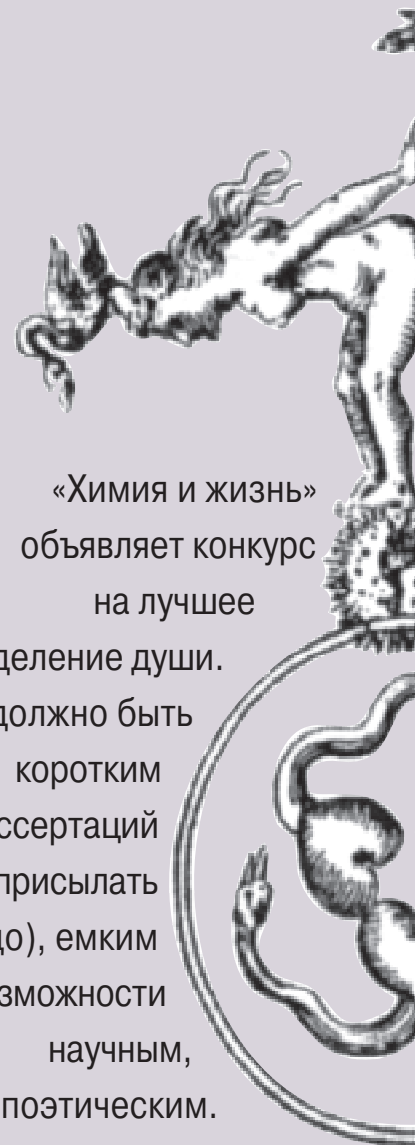 «Химия и жизнь»
объявляет конкурс
на лучшее
деление души.
должно быть
коротким
ссертаций
присылать
до), емким
зможности
научным,
поэтическим.